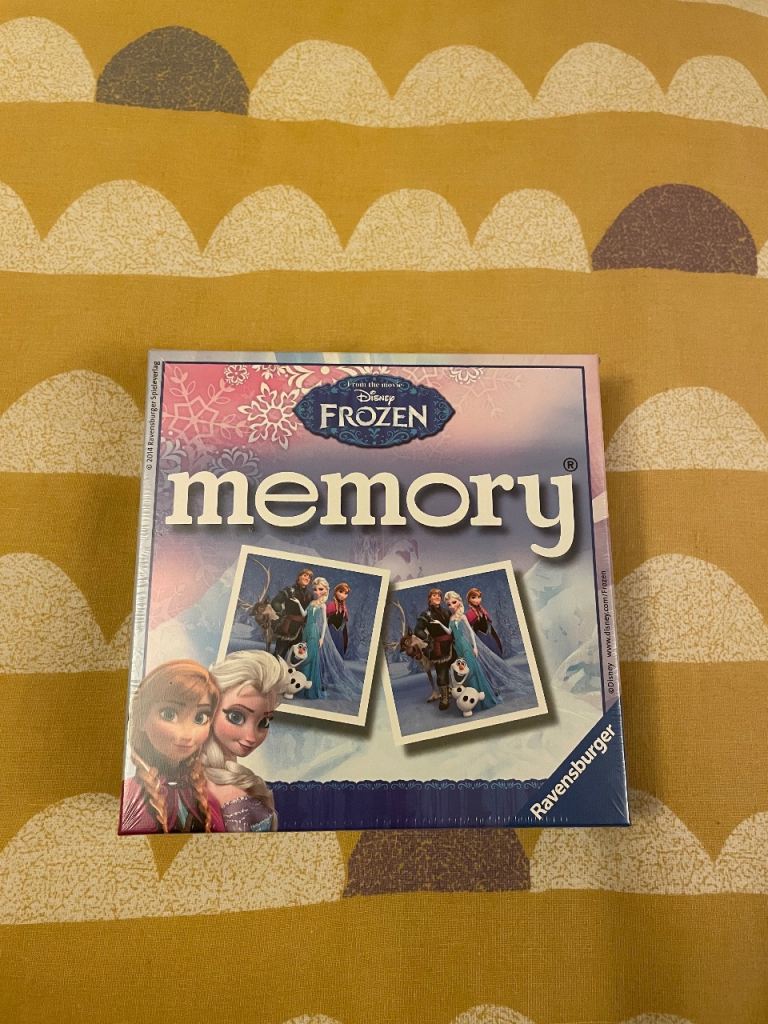 From the movie
Disney
FROZEN
memory®
© 2014 Ravensburger Spieleverlag
©Disney www.disney.com/Frozen
Ravensburger